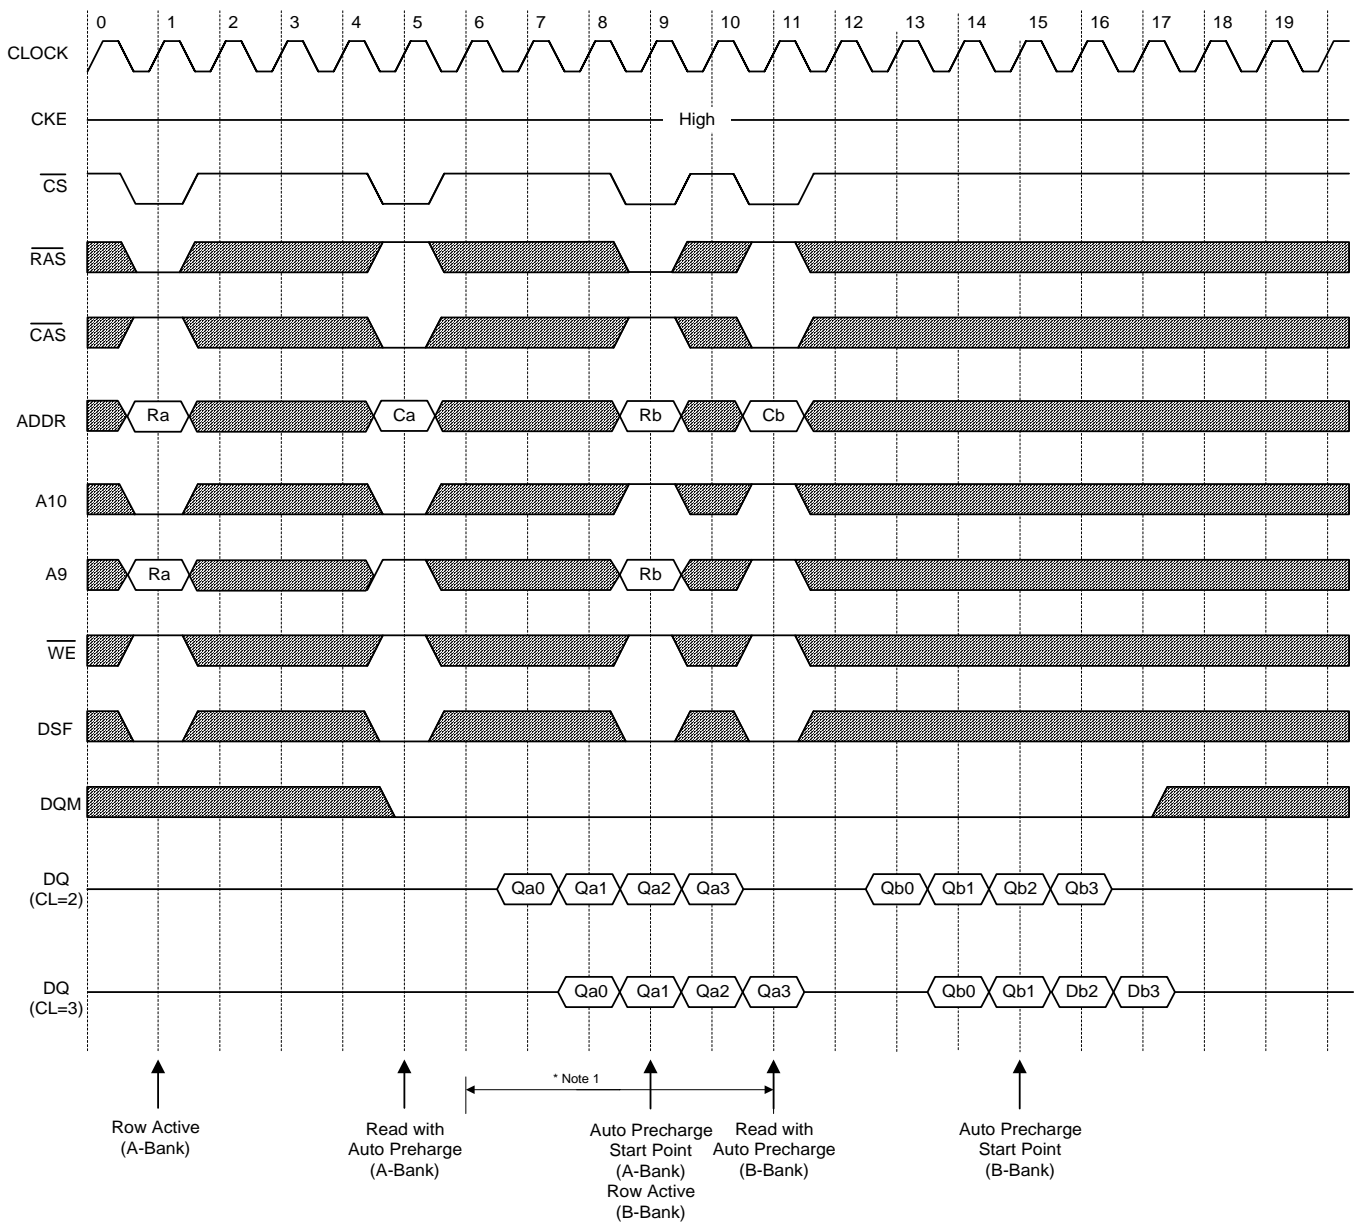 0 1 2 3 4 5 6 7 8 9 10 11 12 13 14 15 16 17 18 19
CLOCK
CKE High
CS
RAS
CAS
ADDR Ra Ca Rb Cb
A10
A9 Ra Rb
WE
DSF
DQM
DQ
(CL=2)
Qa0 Qa1 Qa2 Qa3 Qb0 Qb1 Qb2 Qb3
DQ
(CL=3)
Qa0 Qa1 Qa2 Qa3 Qb0 Qb1 Db2 Db3
* Note 1
Row Active
(A-Bank)
Read with
Auto Preharge
(A-Bank)
Auto Precharge
Start Point
(A-Bank)
Row Active
(B-Bank)
Read with
Auto Precharge
(B-Bank)
Auto Precharge
Start Point
(B-Bank)